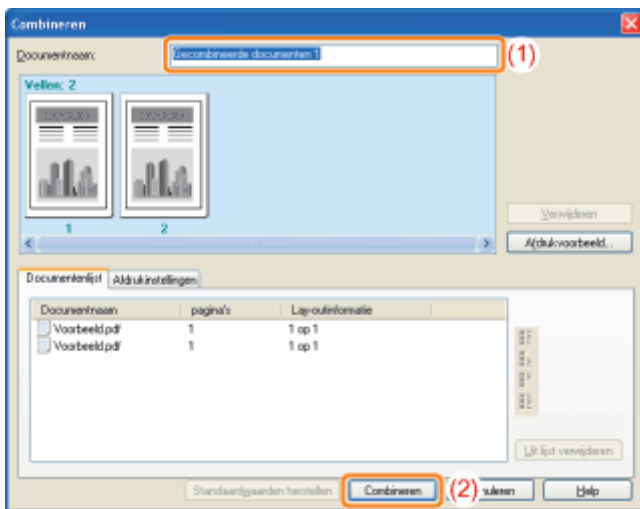 Combineren
Documentnaam: Gecombineerde documenten 1 (1)
Vellen: 2
1 2
Verwijderen
Afdrukvoorbeeld...
Documentenlijst Afdrukinstellingen
Documentnaam pagina's Lay-outinformatie
Voorbeeld.pdf 1 1 op 1
Voorbeeld.pdf 1 1 op 1
Uit lijst verwijderen
Standaardwaarden herstellen Combineren (2) nuleren Help